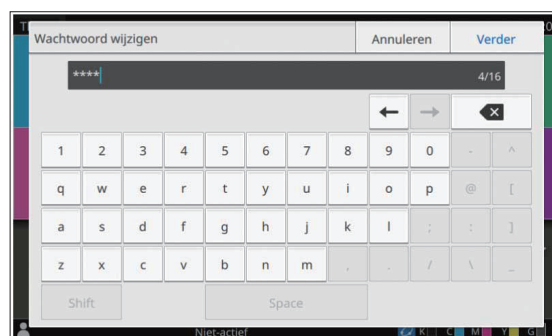 Wachtwoord wijzigen Annuleren Verder
**** 4/16
← →
1 2 3 4 5 6 7 8 9 0 - ^
q w e r t y u i o p @ [
a s d f g h j k l ; : ]
z x c v b n m , . / \ _
Shift Space
Niet-actief K C M Y G